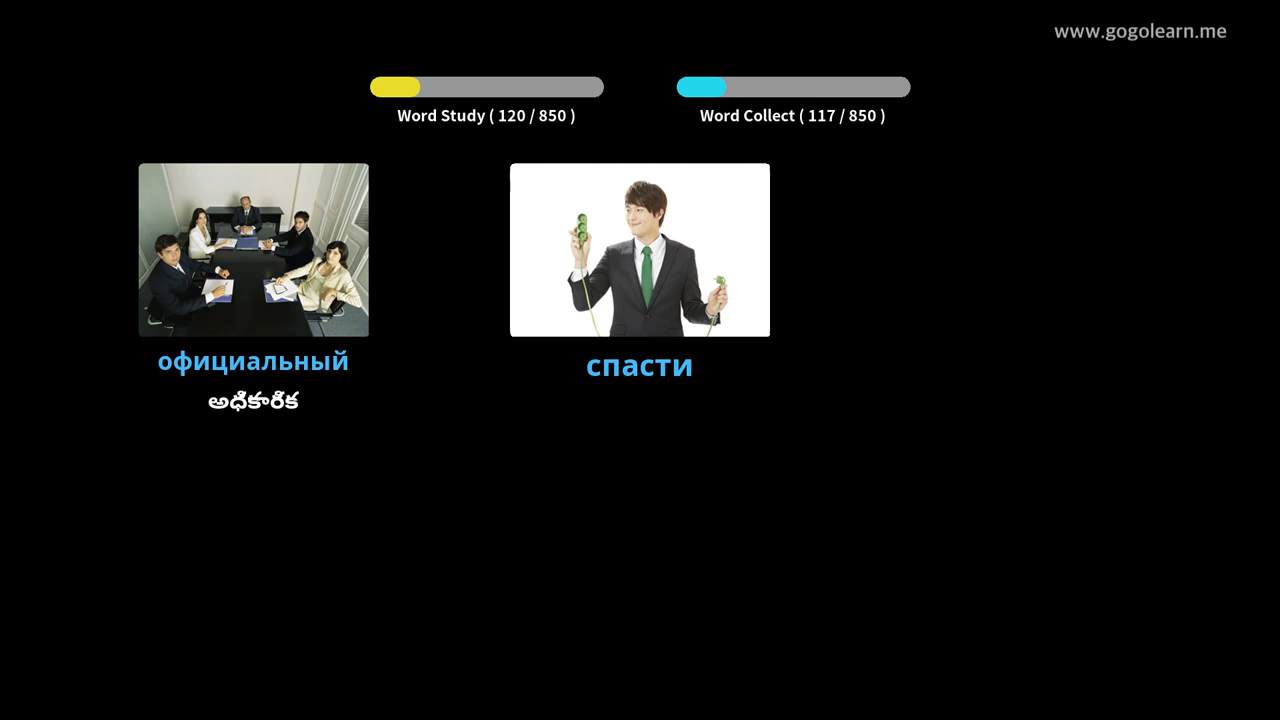 www.gogolearn.me
Word Study ( 120 / 850 )
Word Collect ( 117 / 850 )
официальный
అధికారిక
спасти